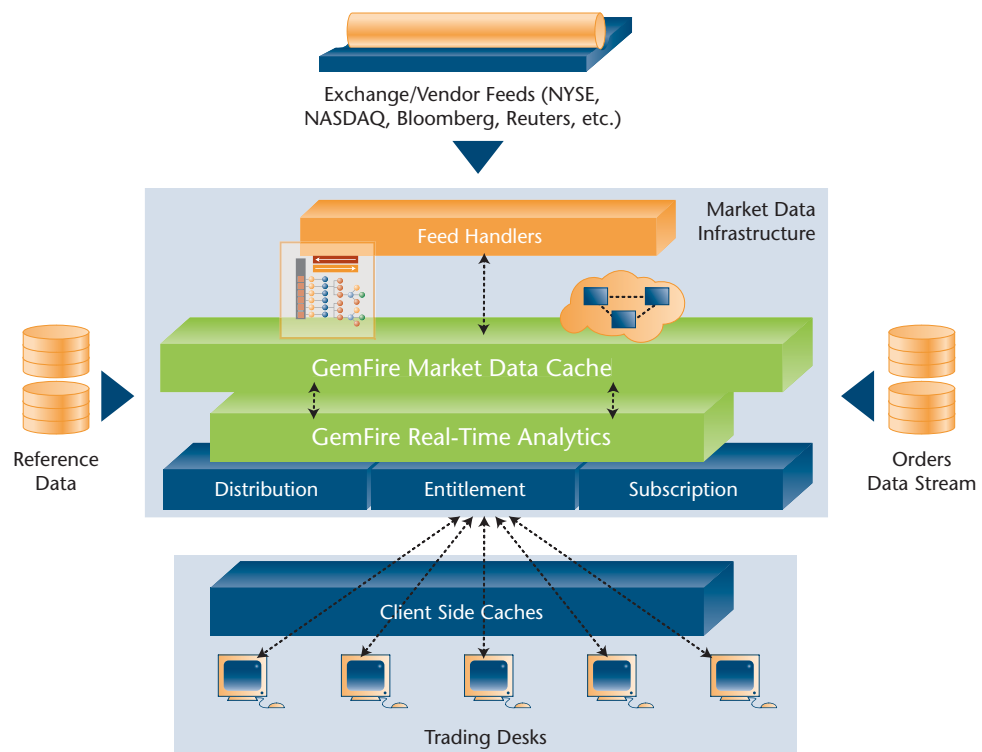 Exchange/Vendor Feeds (NYSE,
NASDAQ, Bloomberg, Reuters, etc.)
Market Data
Infrastructure
Feed Handlers
GemFire Market Data Cache
GemFire Real-Time Analytics
Reference
Data
Orders
Data Stream
Distribution
Entitlement
Subscription
Client Side Caches
Trading Desks